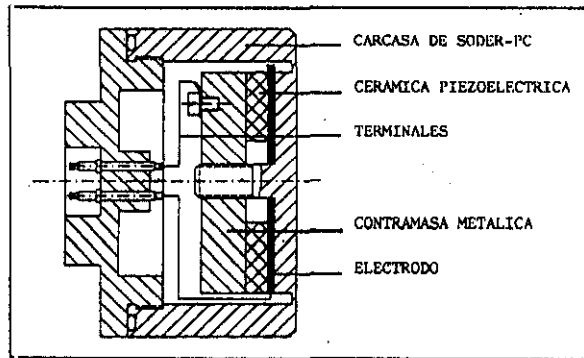 CARCASA DE SODER-PC
CERAMICA PIEZOELECTRICA
TERMINALES
CONTRAMASA METALICA
ELECTRODO